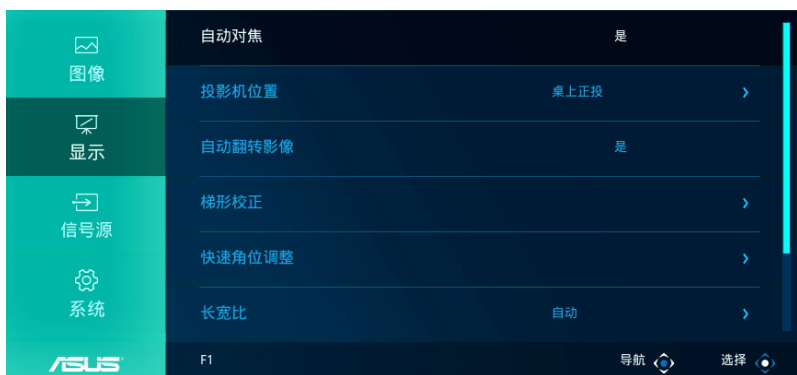 图像
显示
信号源
系统
ASUS
自动对焦 是
投影机位置 桌上正投
自动翻转影像 是
梯形校正
快速角位调整
长宽比 自动
F1 导航 选择